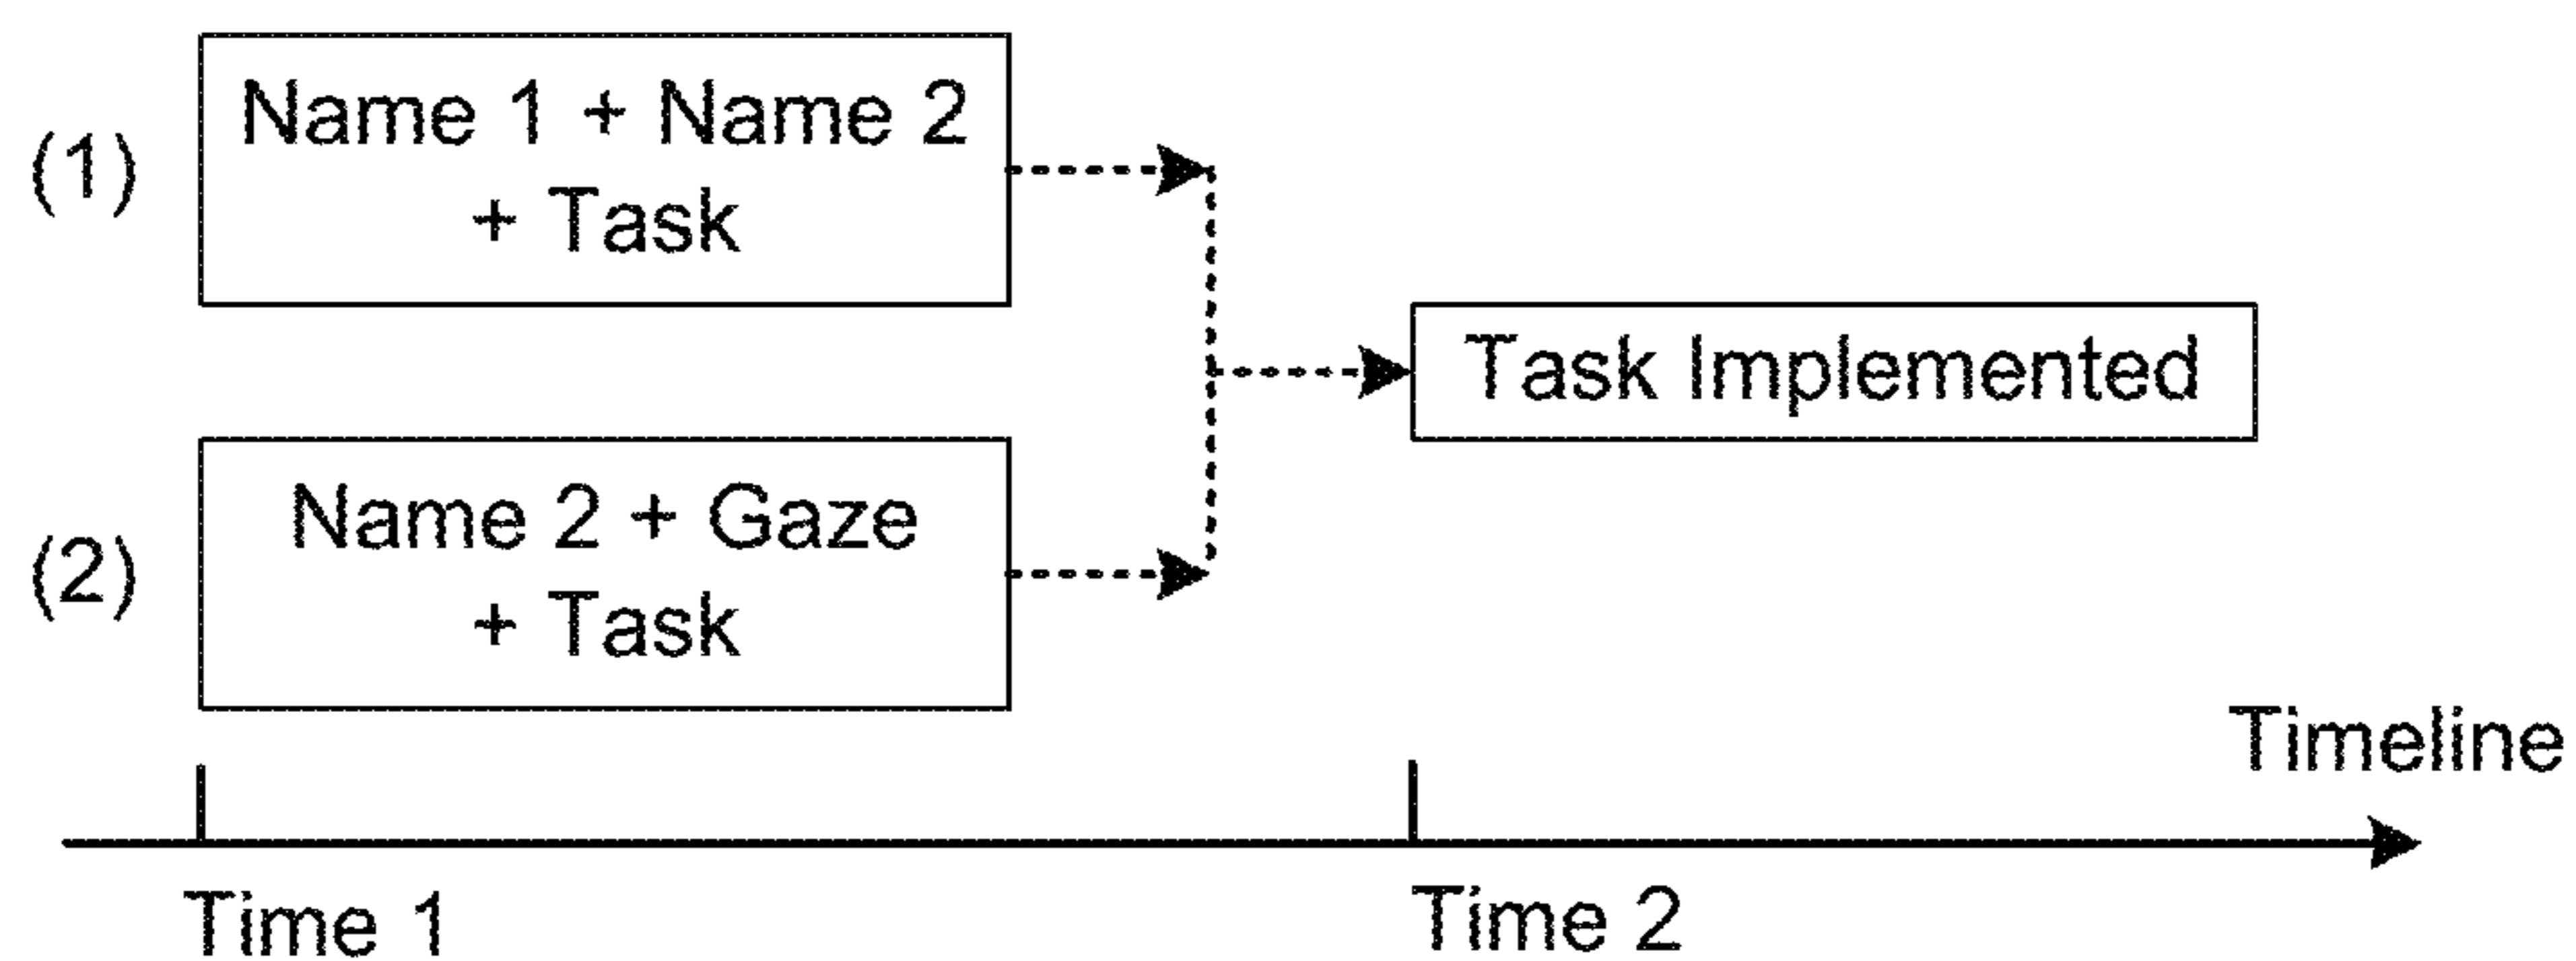 (1)
Name 1 + Name 2
+ Task
Task Implemented
(2)
Name 2 + Gaze
+ Task
Timeline
Time 1
Time 2